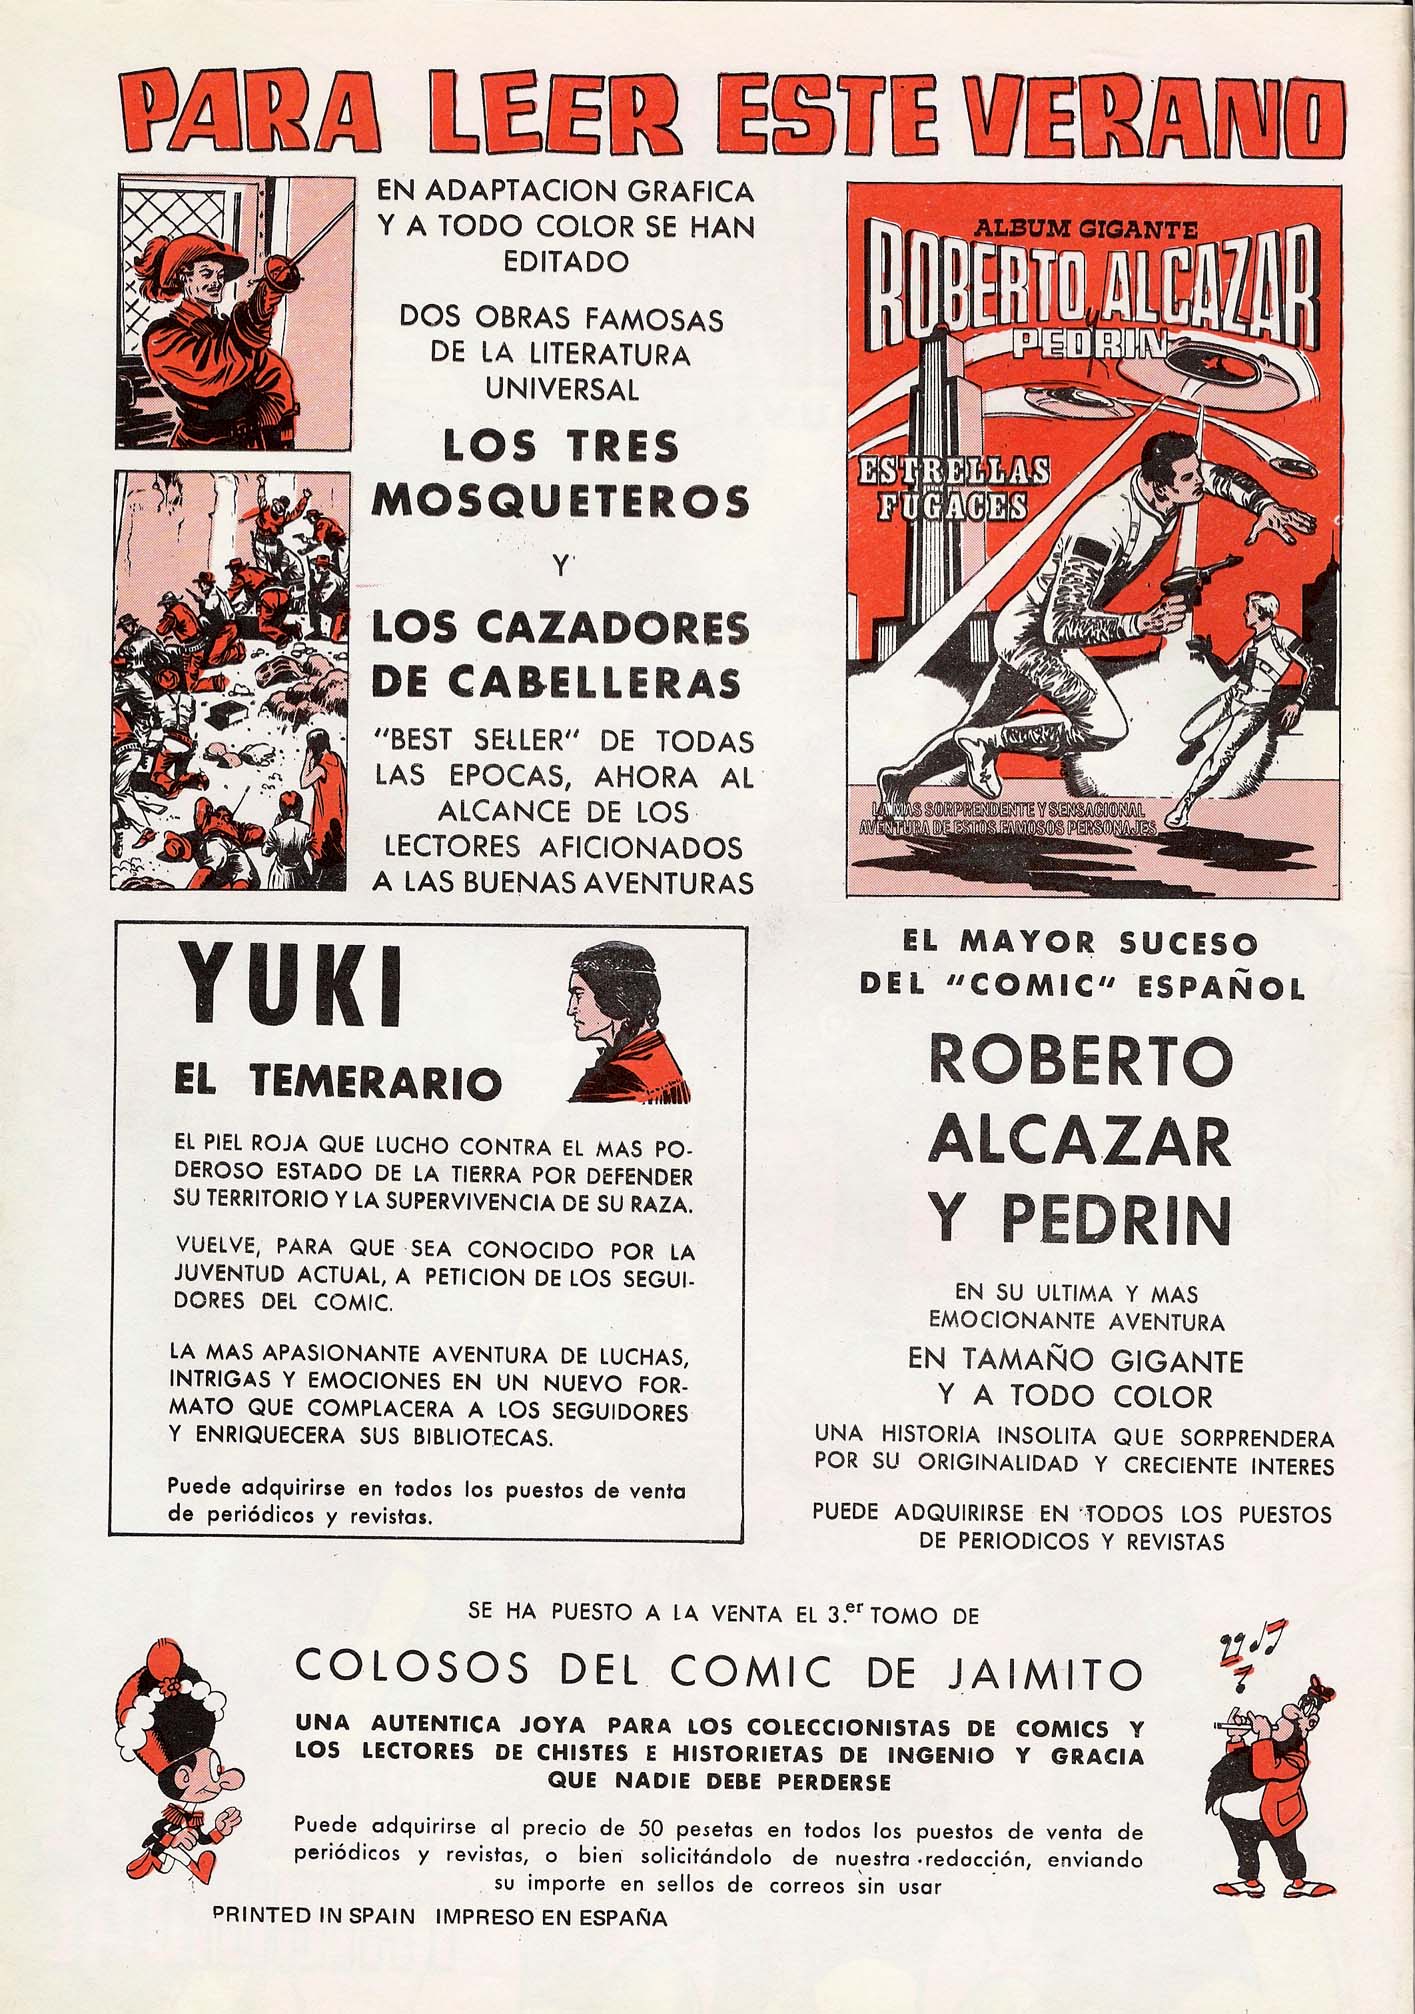 PARA LEER ESTE VERANO
EN ADAPTACION GRAFICA
Y A TODO COLOR SE HAN
EDITADO
DOS OBRAS FAMOSAS
DE LA LITERATURA
UNIVERSAL
LOS TRES
MOSQUETEROS
Y
LOS CAZADORES
DE CABELLERAS
"BEST SELLER" DE TODAS
LAS EPOCAS, AHORA AL
ALCANCE DE LOS
LECTORES AFICIONADOS
A LAS BUENAS AVENTURAS
ALBUM GIGANTE
ROBERTO ALCAZAR
Y
PEDRIN
ESTRELLAS
FUGACES
LA MAS SORPRENDENTE Y SENSACIONAL
AVENTURA DE ESTOS FAMOSOS PERSONAJES
YUKI
EL TEMERARIO
EL PIEL ROJA QUE LUCHO CONTRA EL MAS PO-
DEROSO ESTADO DE LA TIERRA POR DEFENDER
SU TERRITORIO Y LA SUPERVIVENCIA DE SU RAZA.
VUELVE, PARA QUE SEA CONOCIDO POR LA
JUVENTUD ACTUAL, A PETICION DE LOS SEGUI-
DORES DEL COMIC.
LA MAS APASIONANTE AVENTURA DE LUCHAS,
INTRIGAS Y EMOCIONES EN UN NUEVO FOR-
MATO QUE COMPLACERA A LOS SEGUIDORES
Y ENRIQUECERA SUS BIBLIOTECAS.
Puede adquirirse en todos los puestos de venta
de periódicos y revistas.
EL MAYOR SUCESO
DEL "COMIC" ESPAÑOL
ROBERTO
ALCAZAR
Y PEDRIN
EN SU ULTIMA Y MAS
EMOCIONANTE AVENTURA
EN TAMAÑO GIGANTE
Y A TODO COLOR
UNA HISTORIA INSOLITA QUE SORPRENDERA
POR SU ORIGINALIDAD Y CRECIENTE INTERES
PUEDE ADQUIRIRSE EN TODOS LOS PUESTOS
DE PERIODICOS Y REVISTAS
SE HA PUESTO A LA VENTA EL 3.er TOMO DE
COLOSOS DEL COMIC DE JAIMITO
UNA AUTENTICA JOYA PARA LOS COLECCIONISTAS DE COMICS Y
LOS LECTORES DE CHISTES E HISTORIETAS DE INGENIO Y GRACIA
QUE NADIE DEBE PERDERSE
Puede adquirirse al precio de 50 pesetas en todos los puestos de venta de
periódicos y revistas, o bien solicitándolo de nuestra redacción, enviando
su importe en sellos de correos sin usar
PRINTED IN SPAIN IMPRESO EN ESPAÑA